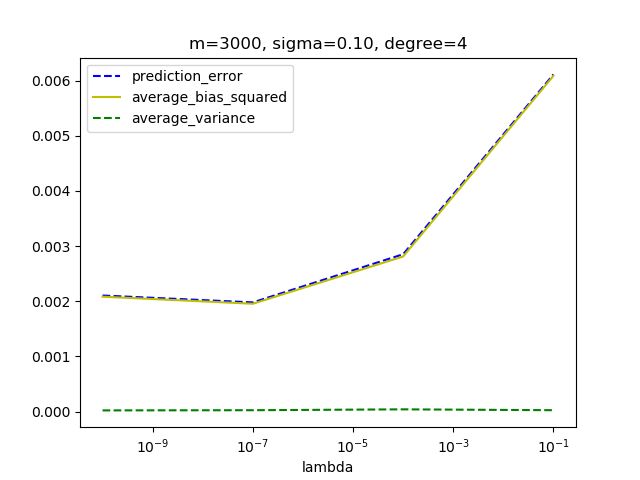 m=3000, sigma=0.10, degree=4
prediction_error
average_bias_squared
average_variance
0.006
0.005
0.004
0.003
0.002
0.001
0.000
10⁻⁹ 10⁻⁷ 10⁻⁵ 10⁻³ 10⁻¹
lambda